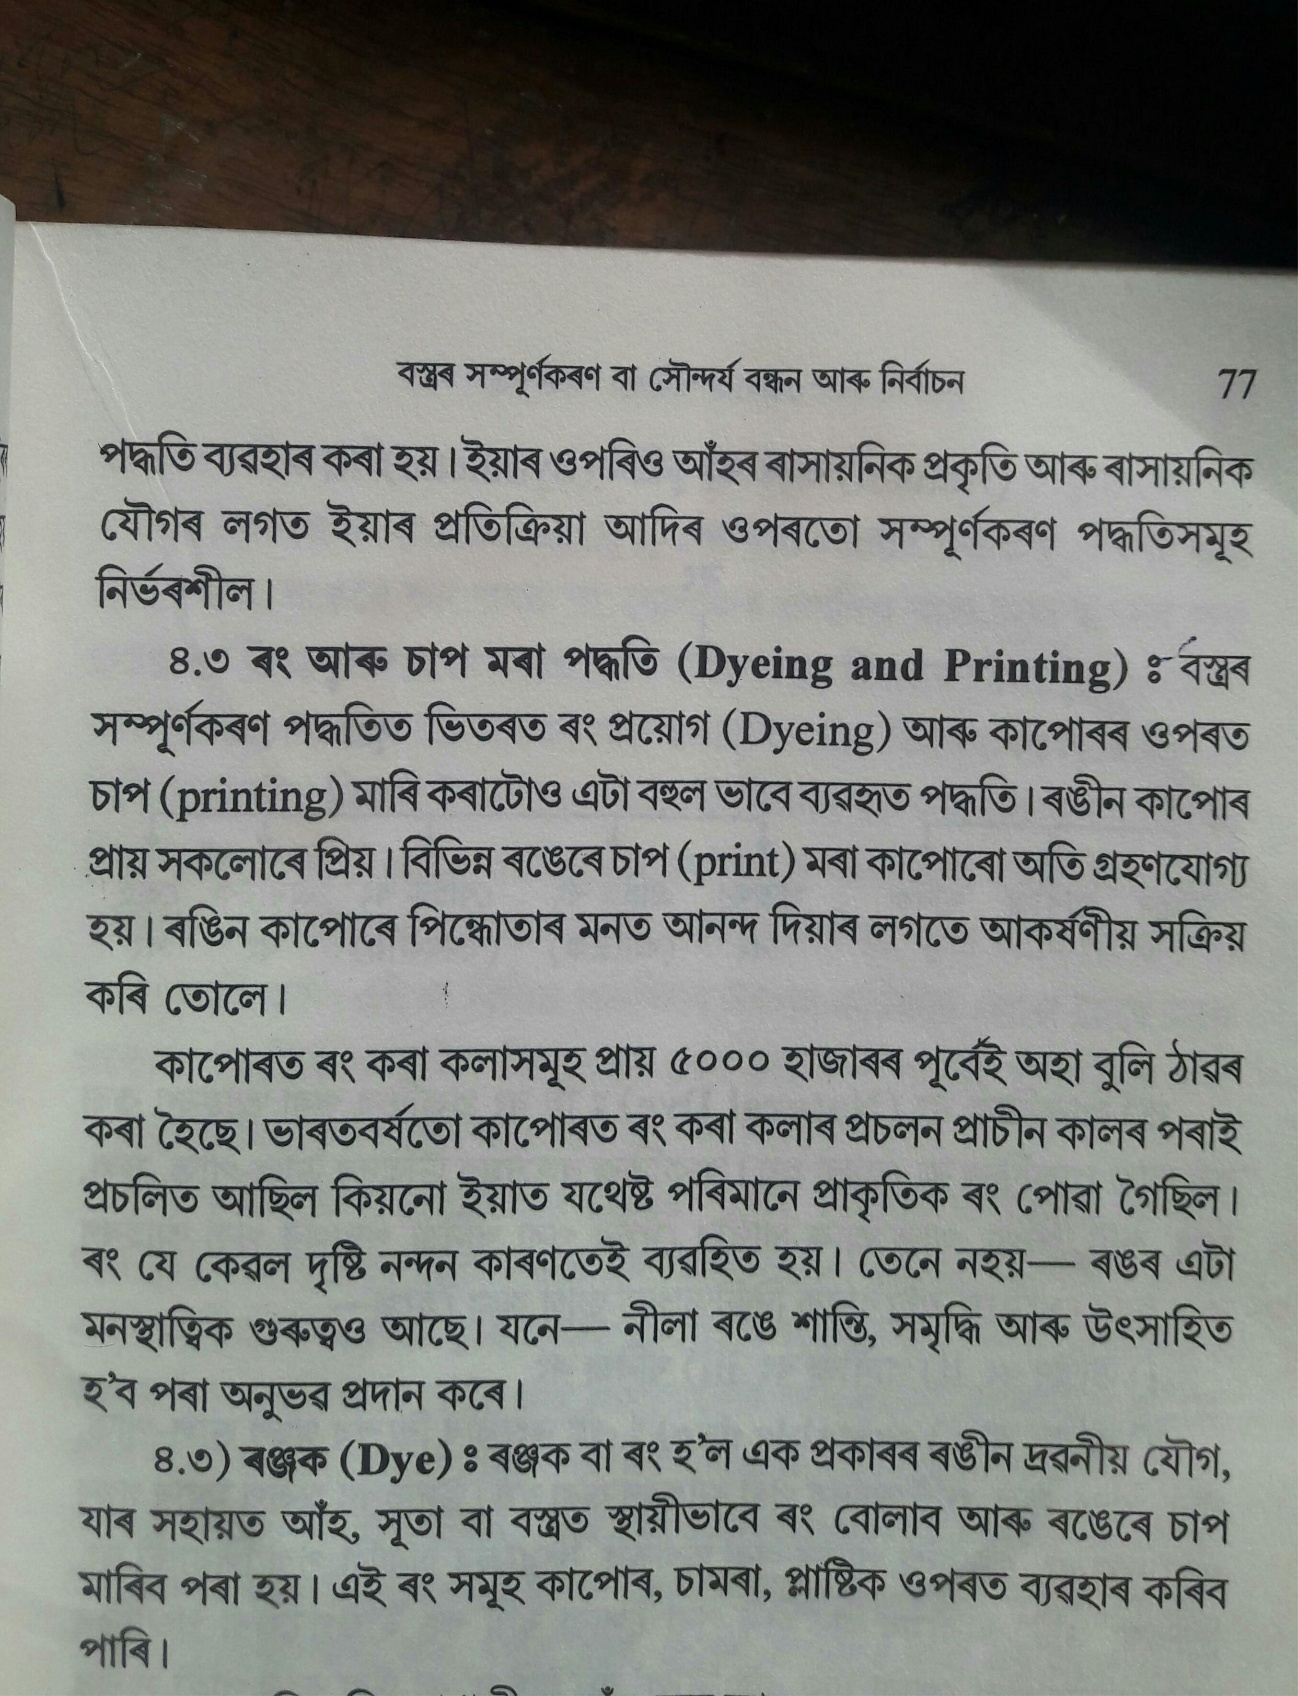 বস্ত্ৰৰ সম্পূৰ্ণকৰণ বা সৌন্দৰ্য বৰ্দ্ধন আৰু নিৰ্বাচন 77
পদ্ধতি ব্যৱহাৰ কৰা হয়। ইয়াৰ ওপৰিও আঁহৰ ৰাসায়নিক প্ৰকৃতি আৰু ৰাসায়নিক
যৌগৰ লগত ইয়াৰ প্ৰতিক্ৰিয়া আদিৰ ওপৰতো সম্পূৰ্ণকৰণ পদ্ধতিসমূহ
নিৰ্ভৰশীল।
৪.৩ ৰং আৰু চাপ মৰা পদ্ধতি (Dyeing and Printing) ঃ বস্ত্ৰৰ
সম্পূৰ্ণকৰণ পদ্ধতিত ভিতৰত ৰং প্ৰয়োগ (Dyeing) আৰু কাপোৰৰ ওপৰত
চাপ (printing) মাৰি কৰাটোও এটা বহুল ভাবে ব্যৱহৃত পদ্ধতি। ৰঙীন কাপোৰ
প্ৰায় সকলোৰে প্ৰিয়। বিভিন্ন ৰঙেৰে চাপ (print) মৰা কাপোৰো অতি গ্ৰহণযোগ্য
হয়। ৰঙিন কাপোৰে পিন্ধোতাৰ মনত আনন্দ দিয়াৰ লগতে আকৰ্ষণীয় সক্ৰিয়
কৰি তোলে।
কাপোৰত ৰং কৰা কলাসমূহ প্ৰায় ৫০০০ হাজাৰৰ পূৰ্বেই অহা বুলি ঠাৱৰ
কৰা হৈছে। ভাৰতবৰ্ষতো কাপোৰত ৰং কৰা কলাৰ প্ৰচলন প্ৰাচীন কালৰ পৰাই
প্ৰচলিত আছিল কিয়নো ইয়াত যথেষ্ট পৰিমানে প্ৰাকৃতিক ৰং পোৱা গৈছিল।
ৰং যে কেৱল দৃষ্টি নন্দন কাৰণতেই ব্যৱহিত হয়। তেনে নহয়— ৰঙৰ এটা
মনস্থাত্বিক গুৰুত্বও আছে। যনে— নীলা ৰঙে শান্তি, সমৃদ্ধি আৰু উৎসাহিত
হ'ব পৰা অনুভৱ প্ৰদান কৰে।
৪.৩) ৰঞ্জক (Dye) ঃ ৰঞ্জক বা ৰং হ'ল এক প্ৰকাৰৰ ৰঙীন দ্ৰৱনীয় যৌগ,
যাৰ সহায়ত আঁহ, সূতা বা বস্ত্ৰত স্থায়ীভাবে ৰং বোলাব আৰু ৰঙেৰে চাপ
মাৰিব পৰা হয়। এই ৰং সমূহ কাপোৰ, চামৰা, প্লাষ্টিক ওপৰত ব্যৱহাৰ কৰিব
পাৰি।